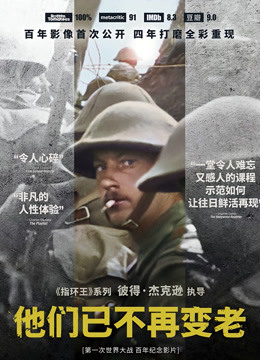 Rotten Tomatoes 100% metacritic 91 IMDb 8.3 豆瓣 9.0
百年影像首次公开 四年打磨全彩重现
“令人心碎”
“非凡的
人性体验”
The Playlist
“一堂令人难忘
又感人的课程
示范如何
让往日鲜活再现”
《指环王》系列 彼得·杰克逊 执导
他们已不再变老
[第一次世界大战 百年纪念影片]